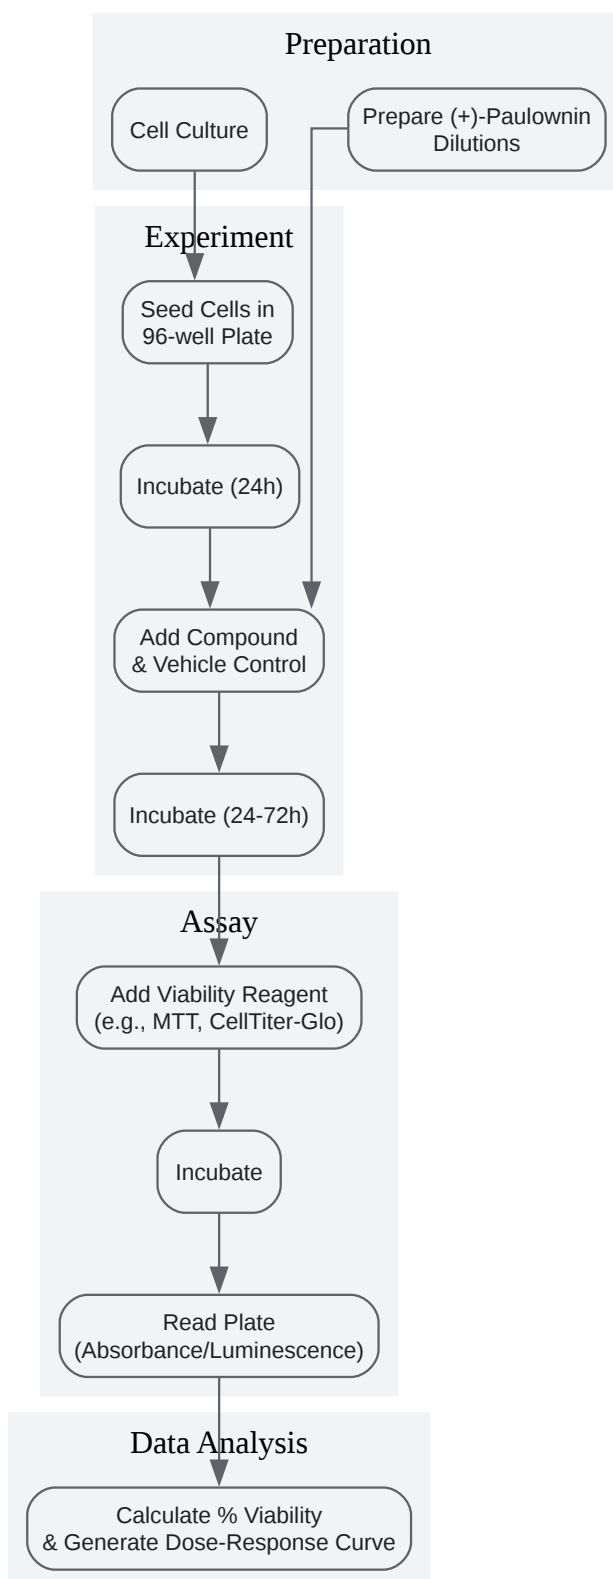 Preparation
Cell Culture
Prepare (+)-Paulownin
Dilutions
Experiment
Seed Cells in
96-well Plate
Incubate (24h)
Add Compound
& Vehicle Control
Incubate (24-72h)
Assay
Add Viability Reagent
(e.g., MTT, CellTiter-Glo)
Incubate
Read Plate
(Absorbance/Luminescence)
Data Analysis
Calculate % Viability
& Generate Dose-Response Curve